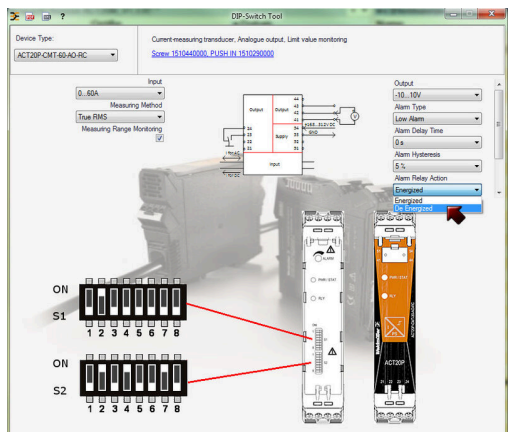 DIP-Switch Tool
Device Type:
ACT20P-CMT-60-AO-RC
Current-measuring transducer, Analogue output, Limit value monitoring
Screw 1510440000, PUSH IN 1510290000
Input
0...60A
Measuring Method
True RMS
Measuring Range Monitoring
Output
-10...10V
Alarm Type
Low Alarm
Alarm Delay Time
0 s
Alarm Hysteresis
5 %
Alarm Relay Action
Energized
Energized
De Energized
Output
Output
Supply
Input
GND
ALARM
PWR/STAT
RLY
PWR/STAT
RLY
ACT20P
ON
S1
1 2 3 4 5 6 7 8
ON
S2
1 2 3 4 5 6 7 8